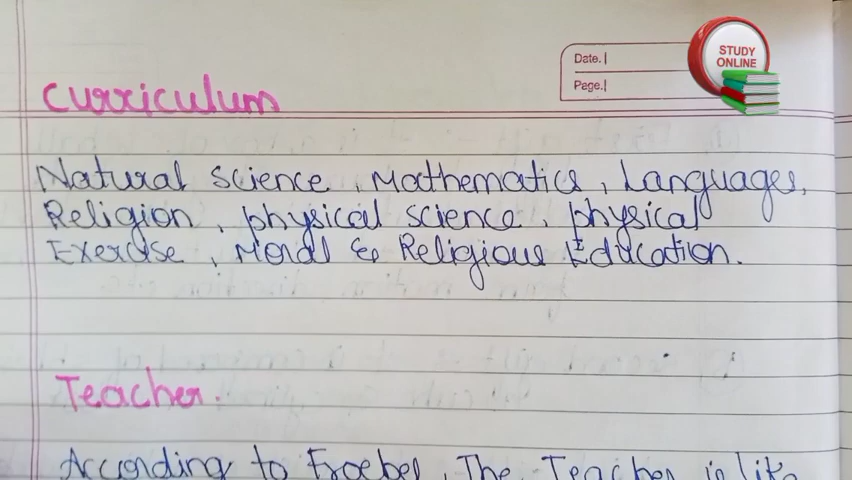 STUDY
ONLINE
Date.
Page.
Curriculum
Natural Science, Mathematics, Languages,
Religion, physical science, physical
Exercise, Moral & Religious Education.
Teacher.
According to Froebel, The Teacher is like